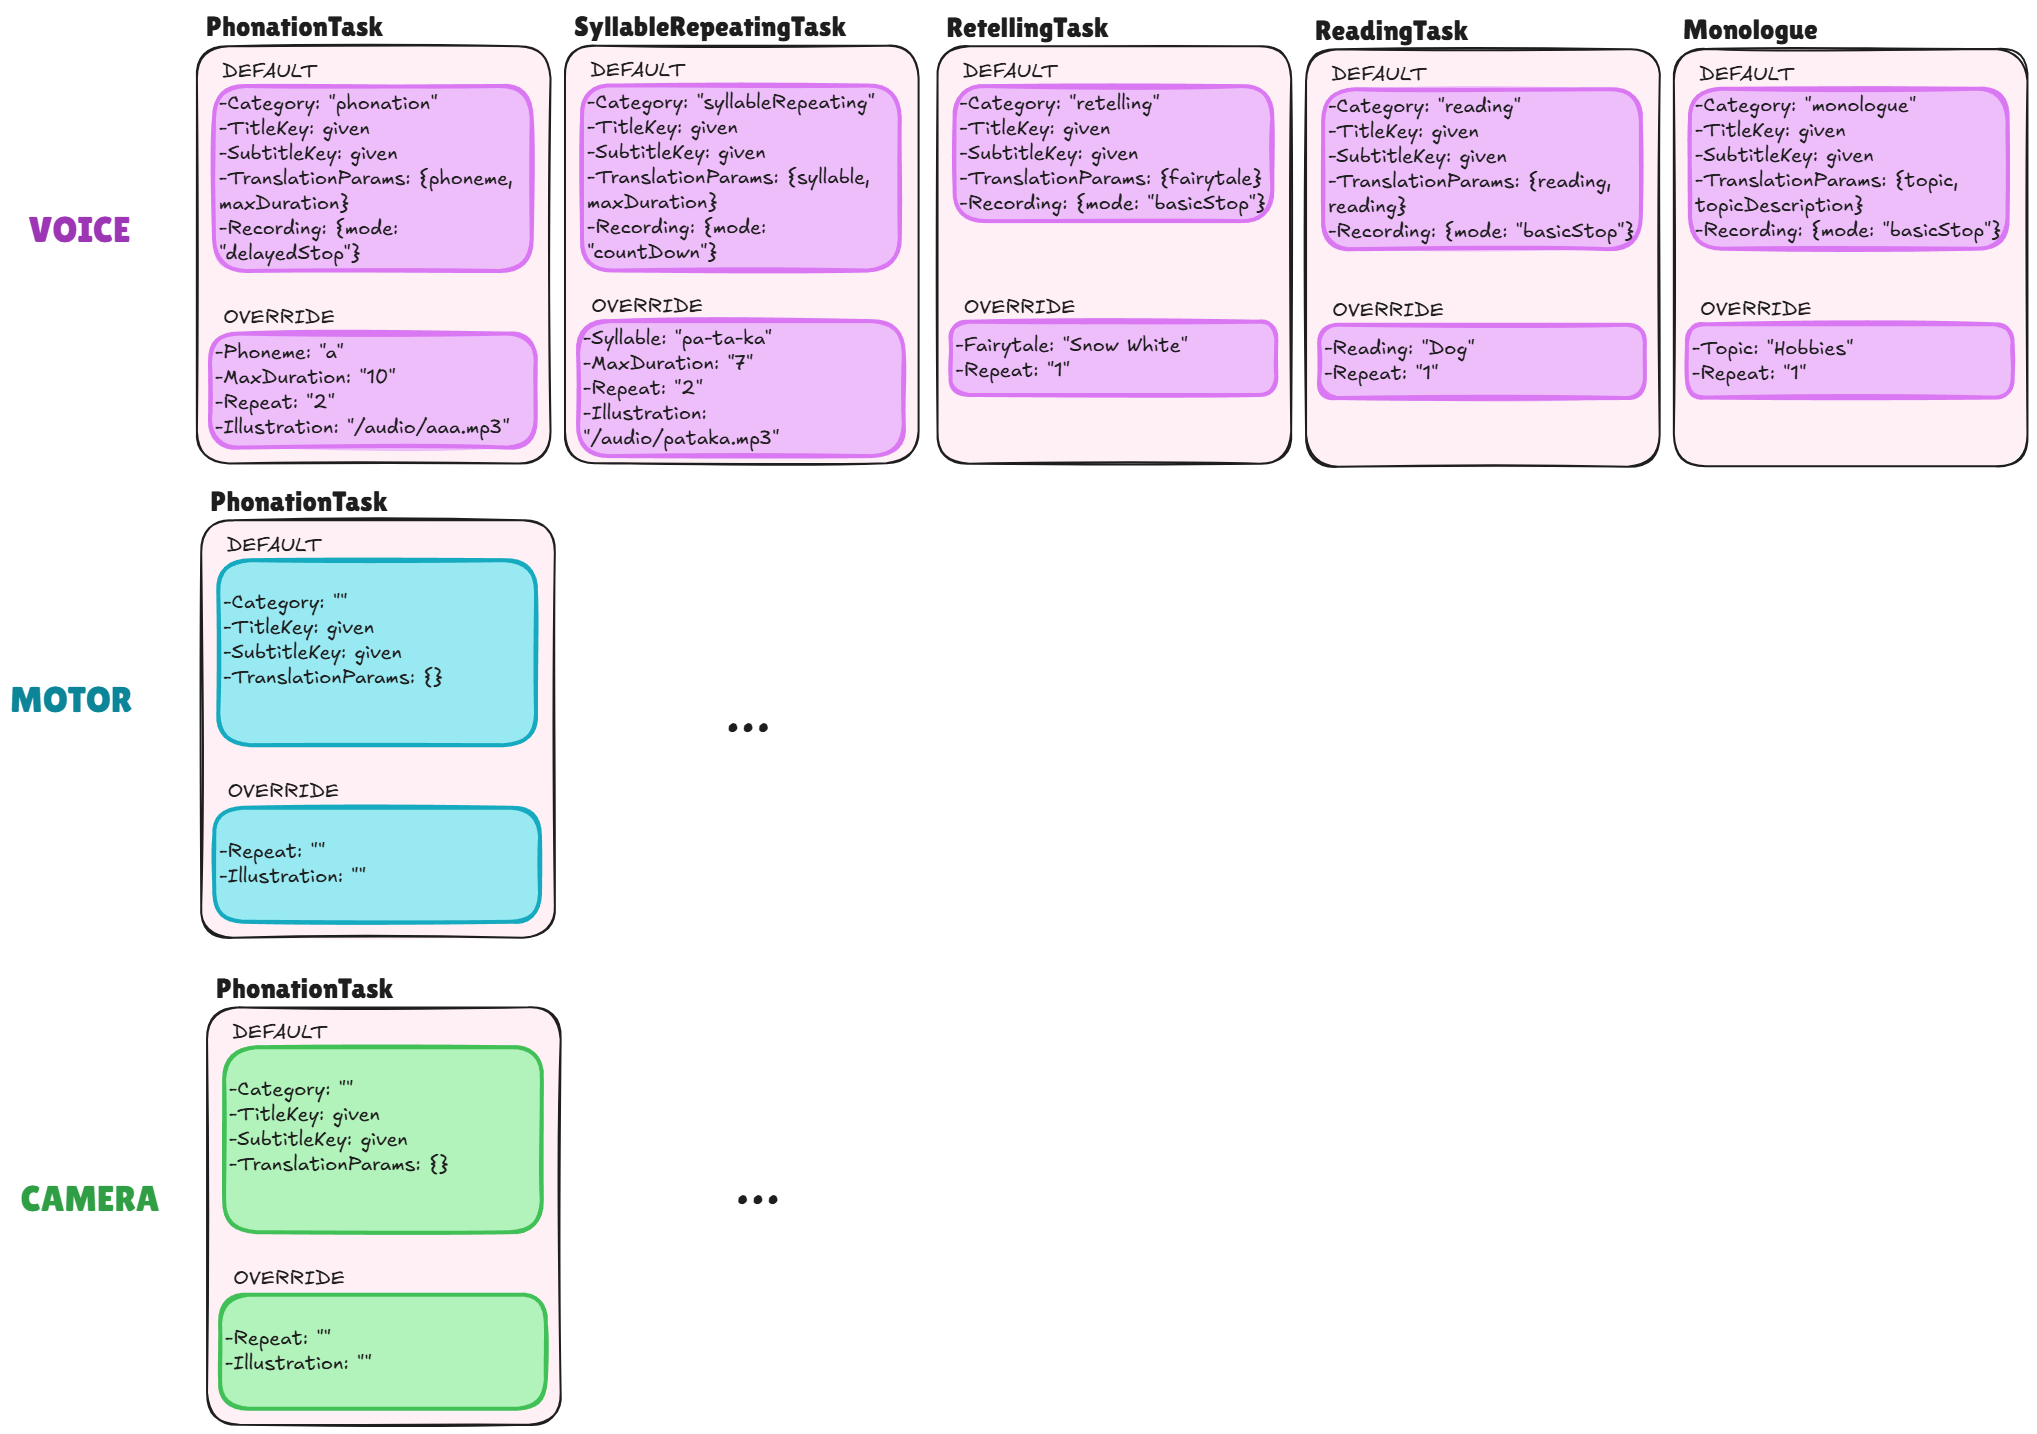 VOICE
PhonationTask
DEFAULT
-Category: "phonation"
-TitleKey: given
-SubtitleKey: given
-TranslationParams: {phoneme,
maxDuration}
-Recording: {mode:
"delayedStop"}
OVERRIDE
-Phoneme: "a"
-MaxDuration: "10"
-Repeat: "2"
-Illustration: "/audio/aaa.mp3"
SyllableRepeatingTask
DEFAULT
-Category: "syllableRepeating"
-TitleKey: given
-SubtitleKey: given
-TranslationParams: {syllable,
maxDuration}
-Recording: {mode:
"countDown"}
OVERRIDE
-Syllable: "pa-ta-ka"
-MaxDuration: "7"
-Repeat: "2"
-Illustration:
"/audio/pataka.mp3"
RetellingTask
DEFAULT
-Category: "retelling"
-TitleKey: given
-SubtitleKey: given
-TranslationParams: {fairytale}
-Recording: {mode: "basicStop"}
OVERRIDE
-Fairytale: "Snow White"
-Repeat: "1"
ReadingTask
DEFAULT
-Category: "reading"
-TitleKey: given
-SubtitleKey: given
-TranslationParams: {reading,
reading}
-Recording: {mode: "basicStop"}
OVERRIDE
-Reading: "Dog"
-Repeat: "1"
Monologue
DEFAULT
-Category: "monologue"
-TitleKey: given
-SubtitleKey: given
-TranslationParams: {topic,
topicDescription}
-Recording: {mode: "basicStop"}
OVERRIDE
-Topic: "Hobbies"
-Repeat: "1"
MOTOR
PhonationTask
DEFAULT
-Category: ""
-TitleKey: given
-SubtitleKey: given
-TranslationParams: {}
OVERRIDE
-Repeat: ""
-Illustration: ""
...
CAMERA
PhonationTask
DEFAULT
-Category: ""
-TitleKey: given
-SubtitleKey: given
-TranslationParams: {}
OVERRIDE
-Repeat: ""
-Illustration: ""
...